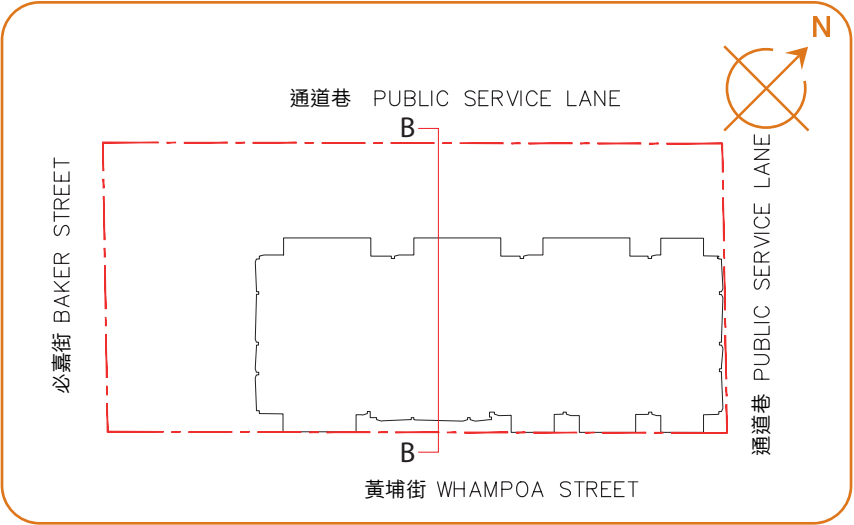 N
通道巷 PUBLIC SERVICE LANE
B
必嘉街 BAKER STREET
通道巷 PUBLIC SERVICE LANE
B
黃埔街 WHAMPOA STREET